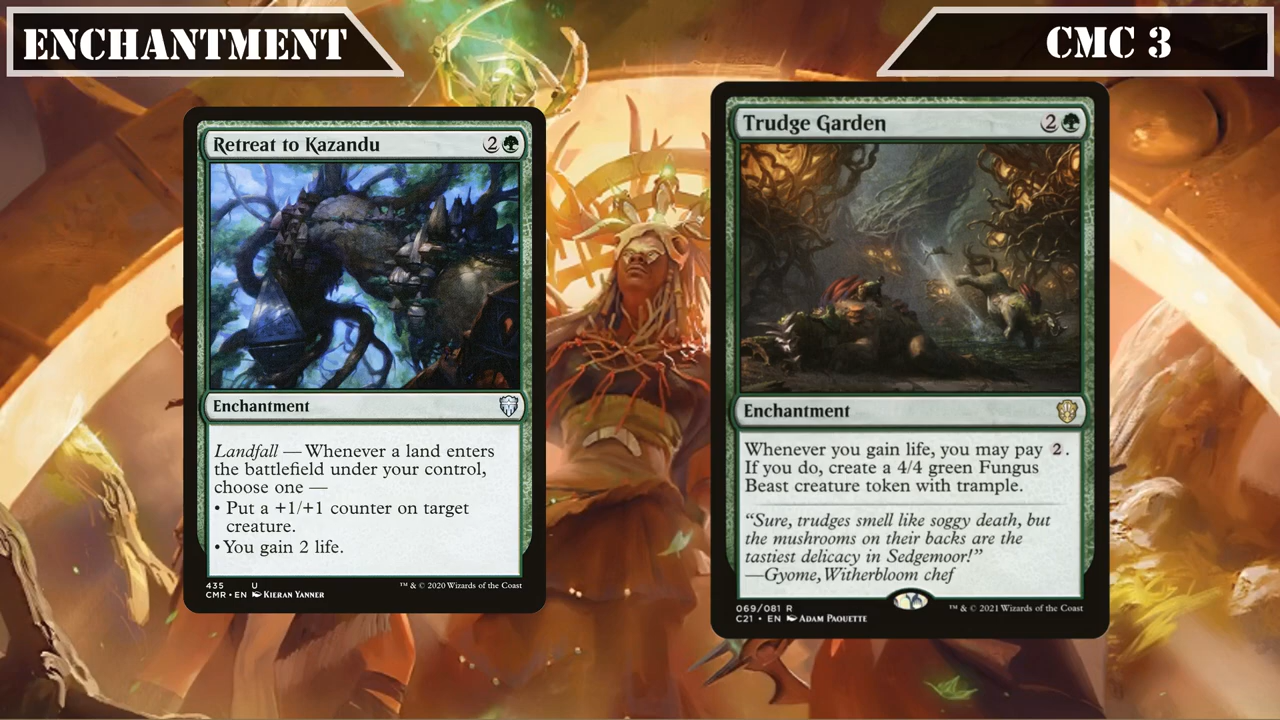 ENCHANTMENT
CMC 3
Retreat to Kazandu 2
Enchantment
Landfall — Whenever a land enters
the battlefield under your control,
choose one —
• Put a +1/+1 counter on target
creature.
• You gain 2 life.
435 U
CMR • EN KIERAN YANNER
™ & © 2020 Wizards of the Coast
Trudge Garden 2
Enchantment
Whenever you gain life, you may pay 2.
If you do, create a 4/4 green Fungus
Beast creature token with trample.
“Sure, trudges smell like soggy death, but
the mushrooms on their backs are the
tastiest delicacy in Sedgemoor!”
—Gyome, Witherbloom chef
069/081 R
C21 • EN ADAM PAQUETTE
™ & © 2021 Wizards of the Coast